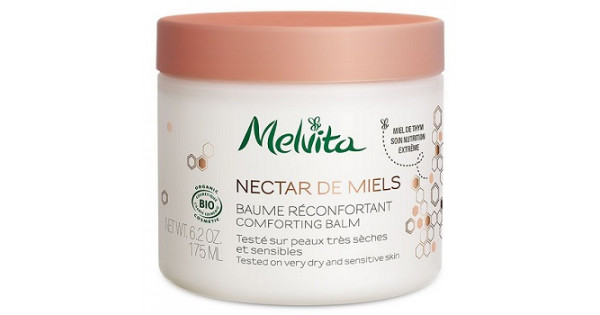 Melvita
MIEL DE THYM
SOIN NUTRITION
EXTRÊME
NECTAR DE MIELS
BAUME RÉCONFORTANT
COMFORTING BALM
Testé sur peaux très sèches
et sensibles
Tested on very dry and sensitive skin
ORGANIC
BIO
COSMETIC
NET WT. 6.2 OZ.
175 ML